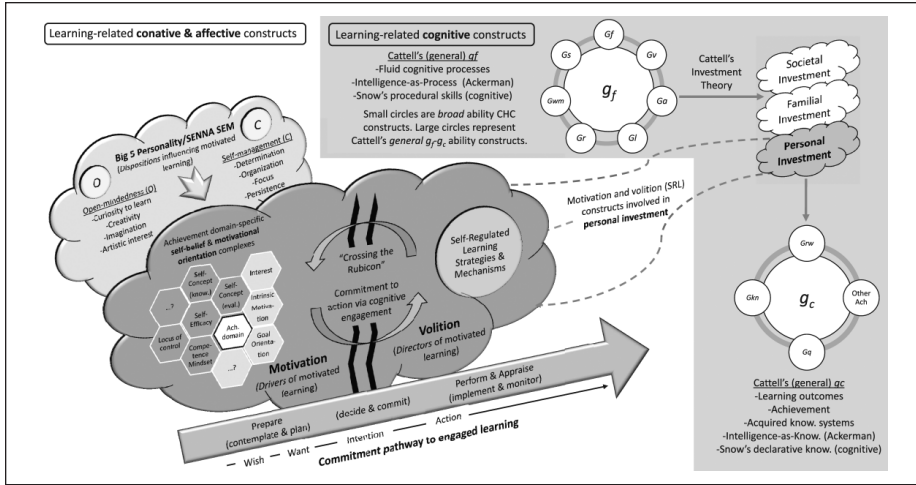 Learning-related conative & affective constructs
Learning-related cognitive constructs
Cattell's (general) gf
-Fluid cognitive processes
-Intelligence-as-Process (Ackerman)
-Snow's procedural skills (cognitive)
Small circles are broad ability CHC
constructs. Large circles represent
Cattell's general gf-gc ability constructs.
Gf
Gs
Gv
Gwm
Ga
Gr
Gl
gf
Cattell's
Investment
Theory
Societal
Investment
Familial
Investment
Personal
Investment
O
C
Big 5 Personality/SENNA SEM
(Dispositions influencing motivated
learning)
Self-management (C)
-Determination
-Organization
-Focus
-Persistence
Open-mindedness (O)
-Curiosity to learn
-Creativity
-Imagination
-Artistic interest
Achievement domain-specific
self-belief & motivational
orientation complexes
Self-
Concept
(know.)
Self-
Concept
(eval.)
Interest
...?
Self-
Efficacy
Intrinsic
Motiva-
tion
Ach.
domain
Locus of
control
Compe-
tence
Mindset
Goal
Orienta-
tion
...?
"Crossing the
Rubicon"
Commitment to
action via cognitive
engagement
Self-Regulated
Learning
Strategies &
Mechanisms
Motivation
(Drivers of motivated
learning)
Volition
(Directors of motivated
learning)
Motivation and volition (SRL)
constructs involved in
personal investment
Prepare
(contemplate & plan)
(decide & commit)
Perform & Appraise
(implement & monitor)
Wish
Want
Intention
Action
Commitment pathway to engaged learning
Grw
Gkn
Other
Ach
Gq
gc
Cattell's (general) gc
-Learning outcomes
-Achievement
-Acquired know. systems
-Intelligence-as-Know. (Ackerman)
-Snow's declarative know. (cognitive)